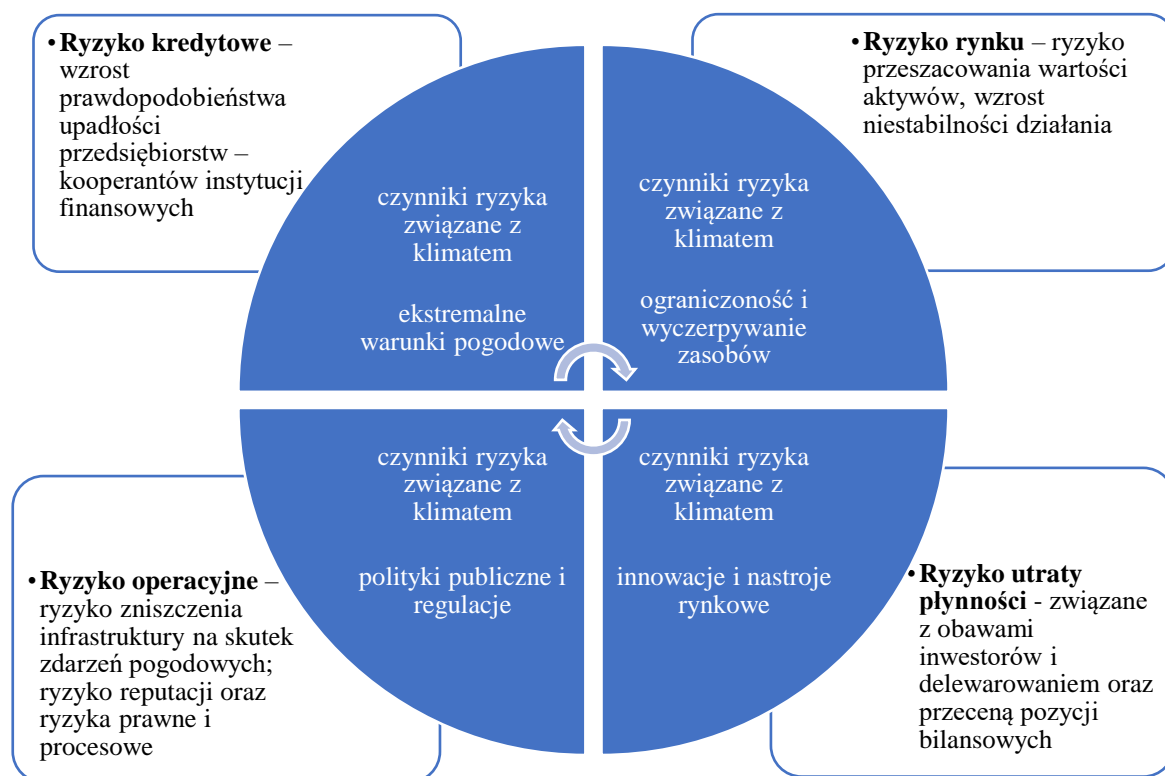 •Ryzyko kredytowe –
wzrost
prawdopodobieństwa
upadłości
przedsiębiorstw –
kooperantów instytucji
finansowych
•Ryzyko rynku – ryzyko
przeszacowania wartości
aktywów, wzrost
niestabilności działania
czynniki ryzyka
związane z
klimatem
ekstremalne
warunki pogodowe
czynniki ryzyka
związane z
klimatem
ograniczoność i
wyczerpywanie
zasobów
czynniki ryzyka
związane z
klimatem
polityki publiczne i
regulacje
czynniki ryzyka
związane z
klimatem
innowacje i nastroje
rynkowe
•Ryzyko operacyjne –
ryzyko zniszczenia
infrastruktury na skutek
zdarzeń pogodowych;
ryzyko reputacji oraz
ryzyka prawne i
procesowe
•Ryzyko utraty
płynności - związane
z obawami
inwestorów i
delewarowaniem oraz
przeceną pozycji
bilansowych